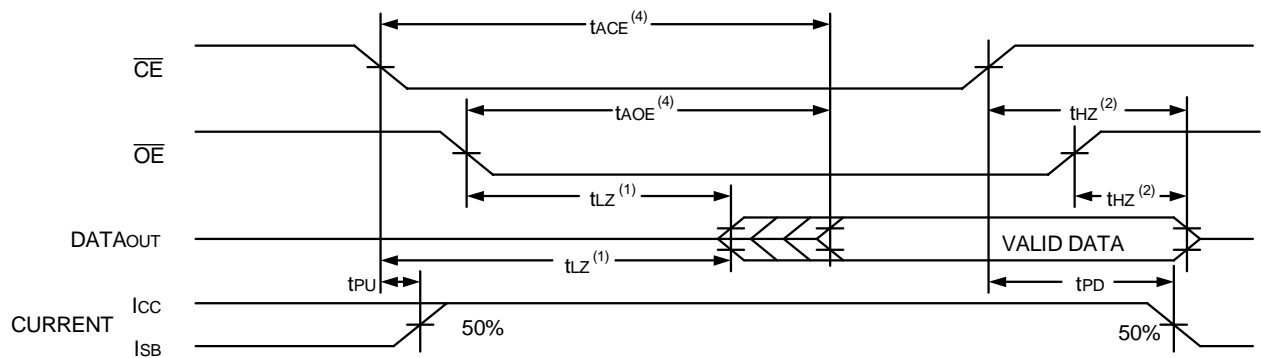 tACE (4)
CE
tAOE (4)
tHZ (2)
OE
tLZ (1)
tHZ (2)
DATAOUT
VALID DATA
tLZ (1)
tPU
tPD
ICC
CURRENT
50%
50%
ISB